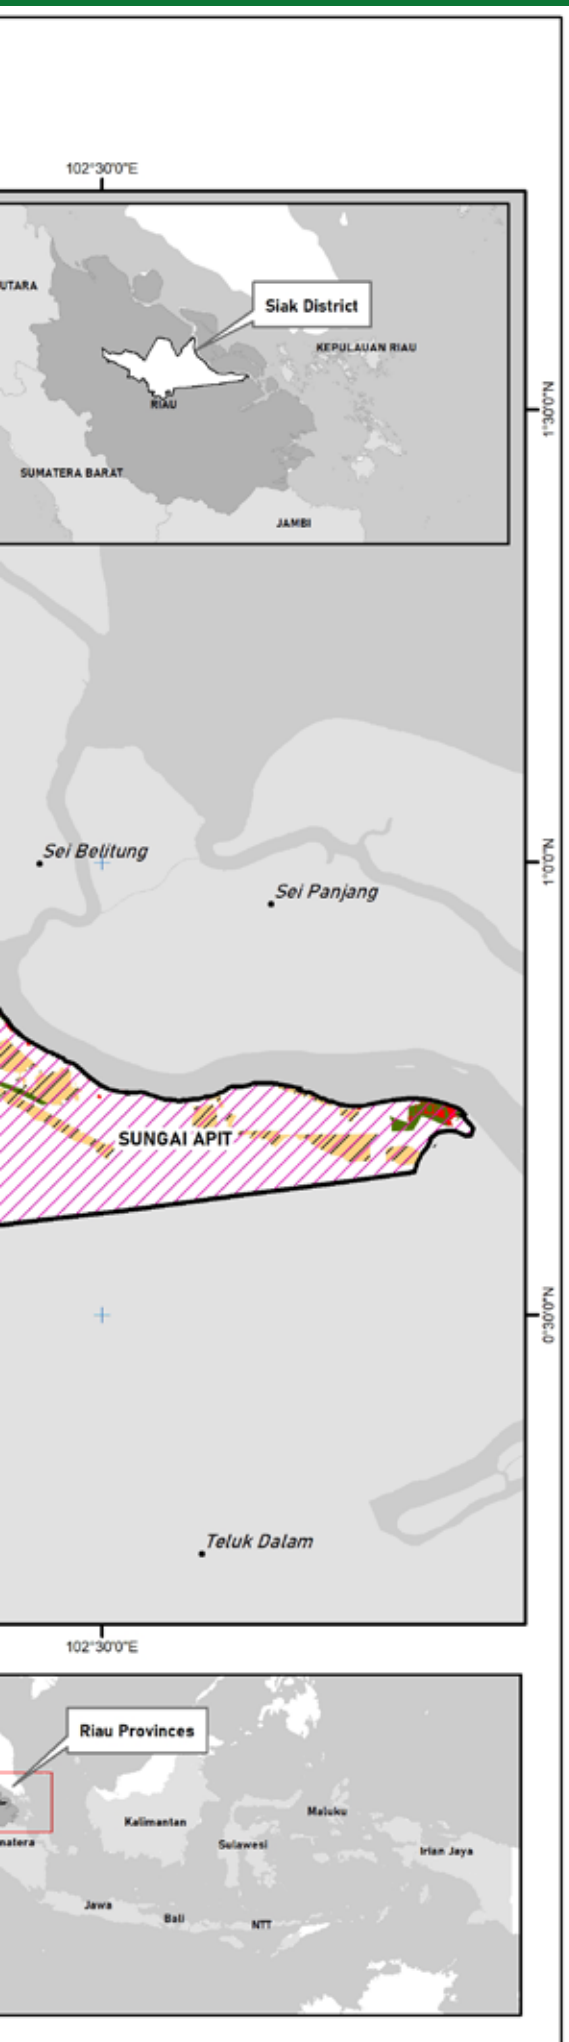 102°30'0"E
UTARA
Siak District
KEPULAUAN RIAU
RIAU
SUMATERA BARAT
JAMBI
1°30'0"N
Sei Belitung
1°0'0"N
Sei Panjang
SUNGAI APIT
0°30'0"N
Teluk Dalam
102°30'0"E
Riau Provinces
Maluku
Kalimantan
matera
Sulawesi
Irian Jaya
Jawa
Bali
NTT